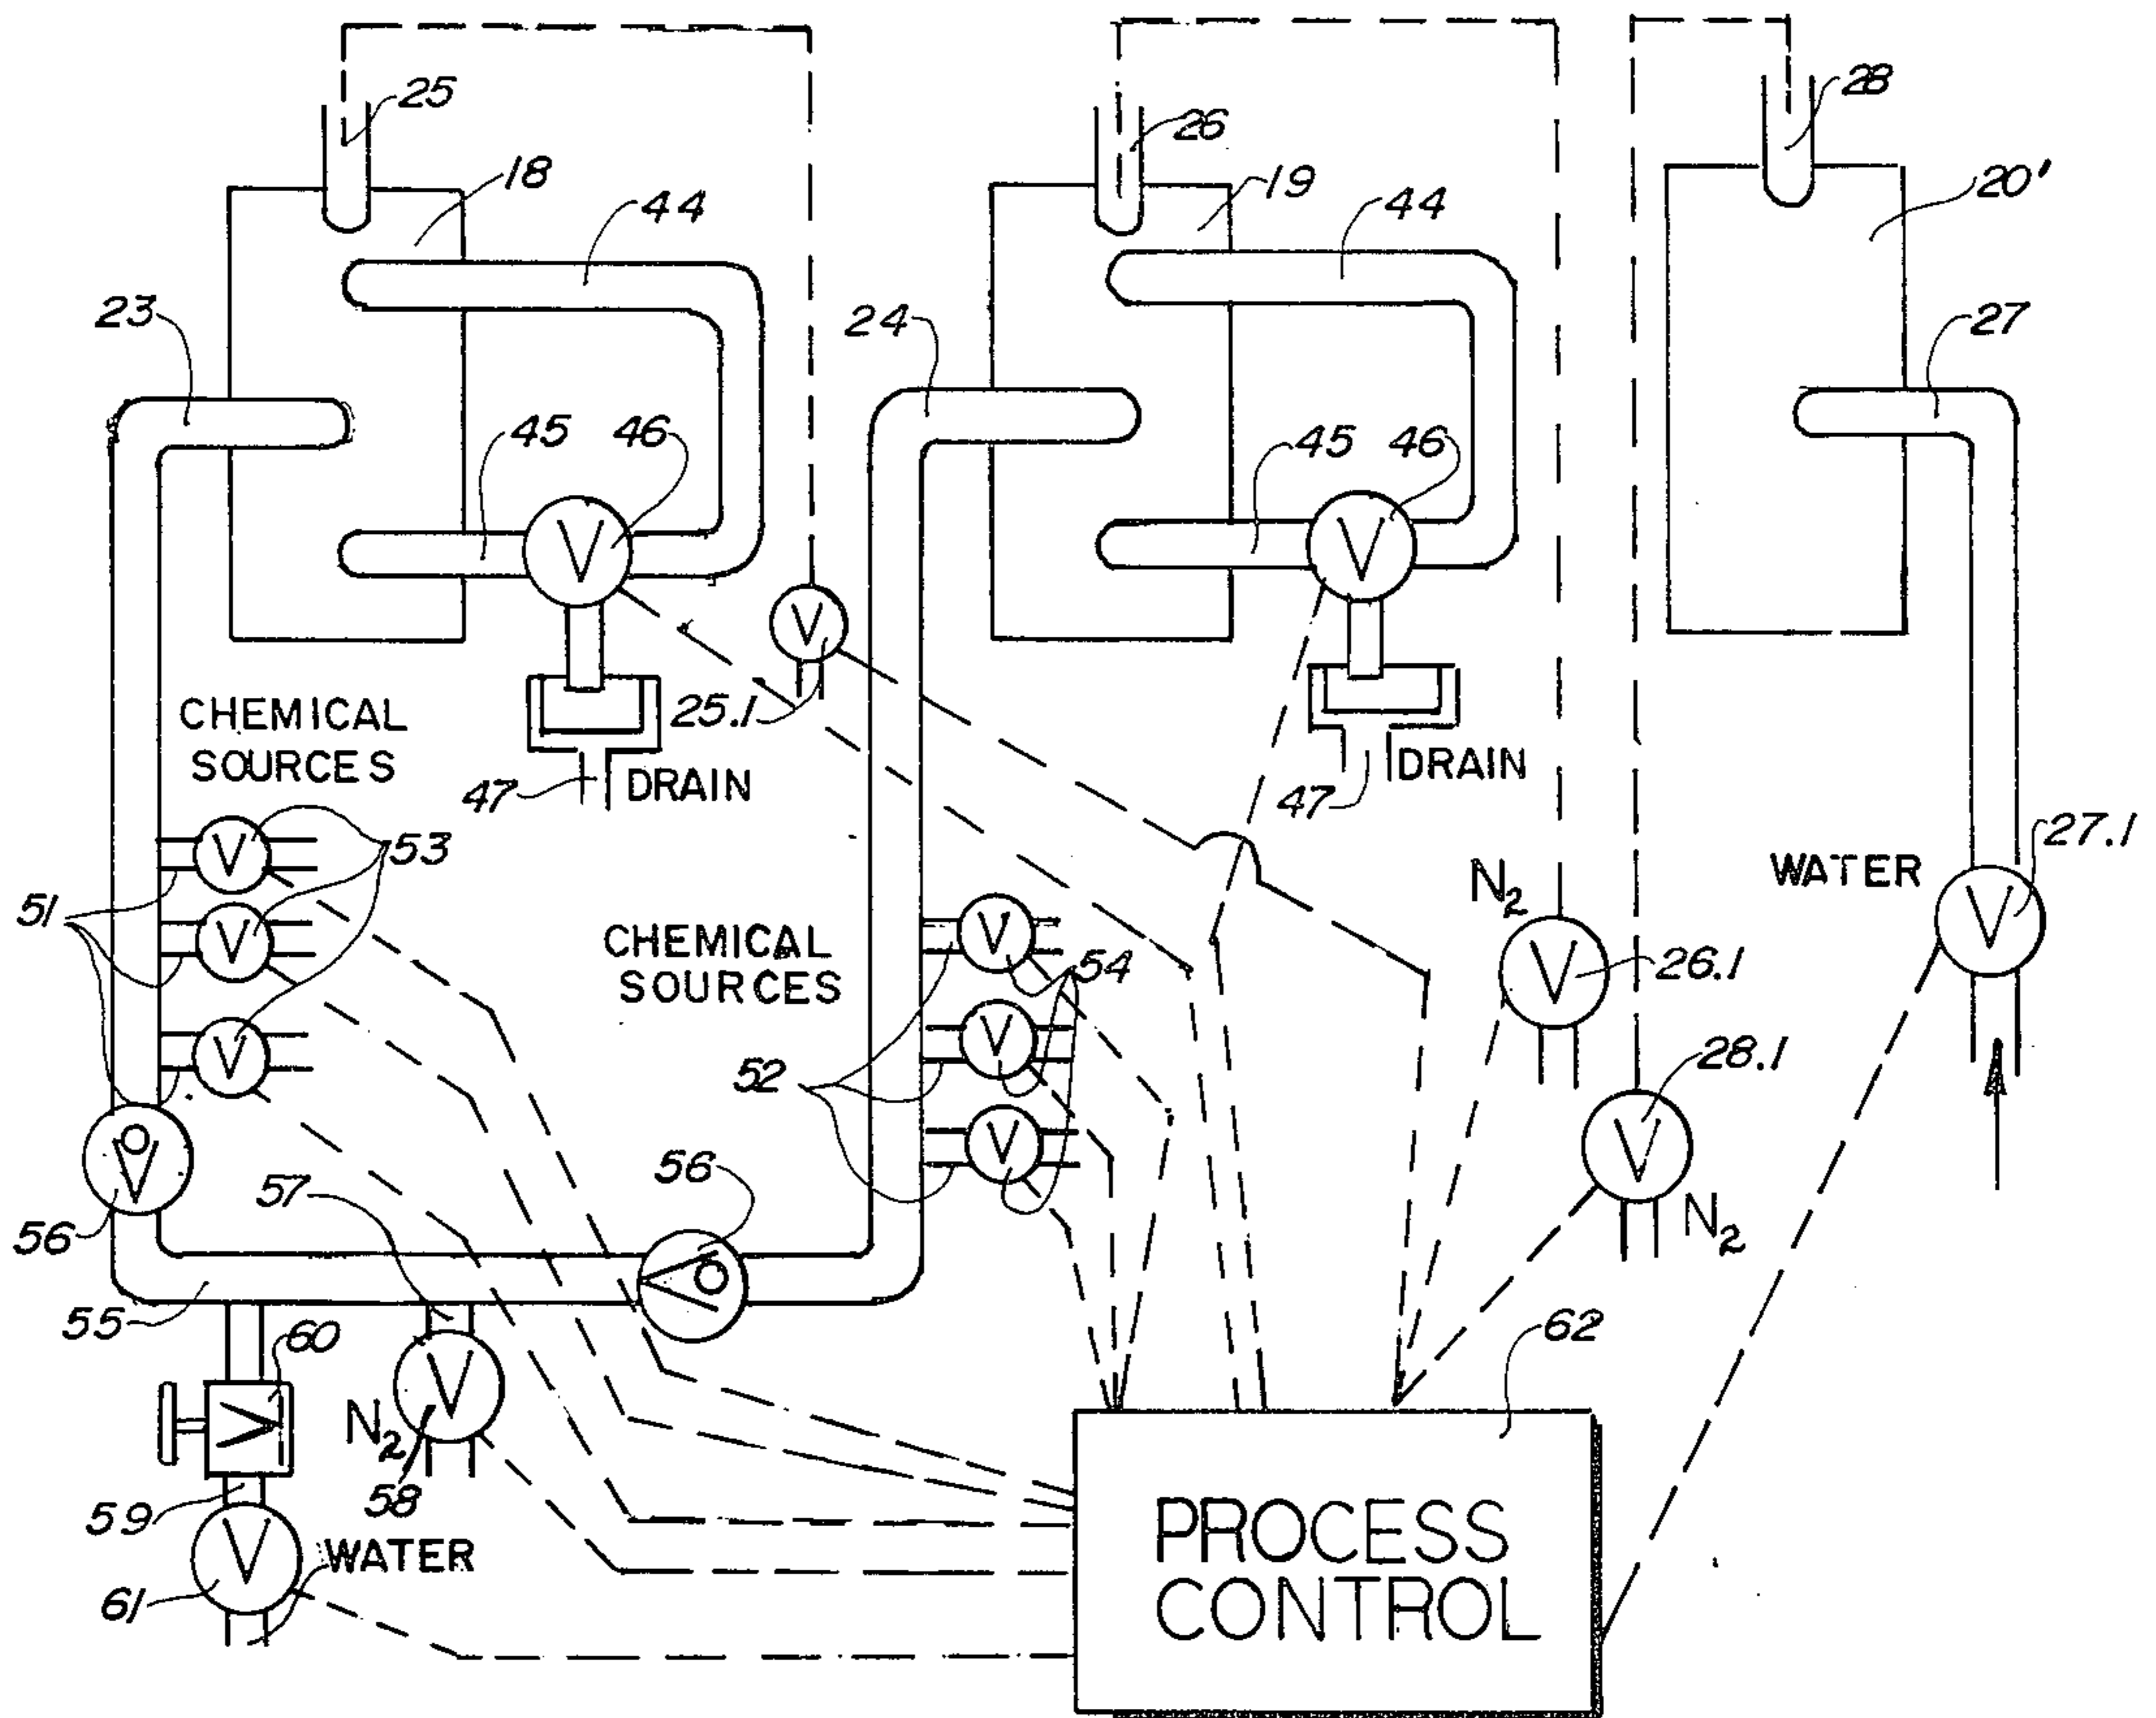 25
26
28
18
44
19
44
20'
23
24
27
45
46
45
46
V
V
V
25.1
CHEMICAL
SOURCES
47
DRAIN
47
DRAIN
V
53
51
V
V
CHEMICAL
SOURCES
V
54
V
52
V
N2
V
26.1
WATER
27.1
V
28.1
V
N2
56
57
56
55
60
V
N2
V
58
59
V
WATER
61
62
PROCESS
CONTROL